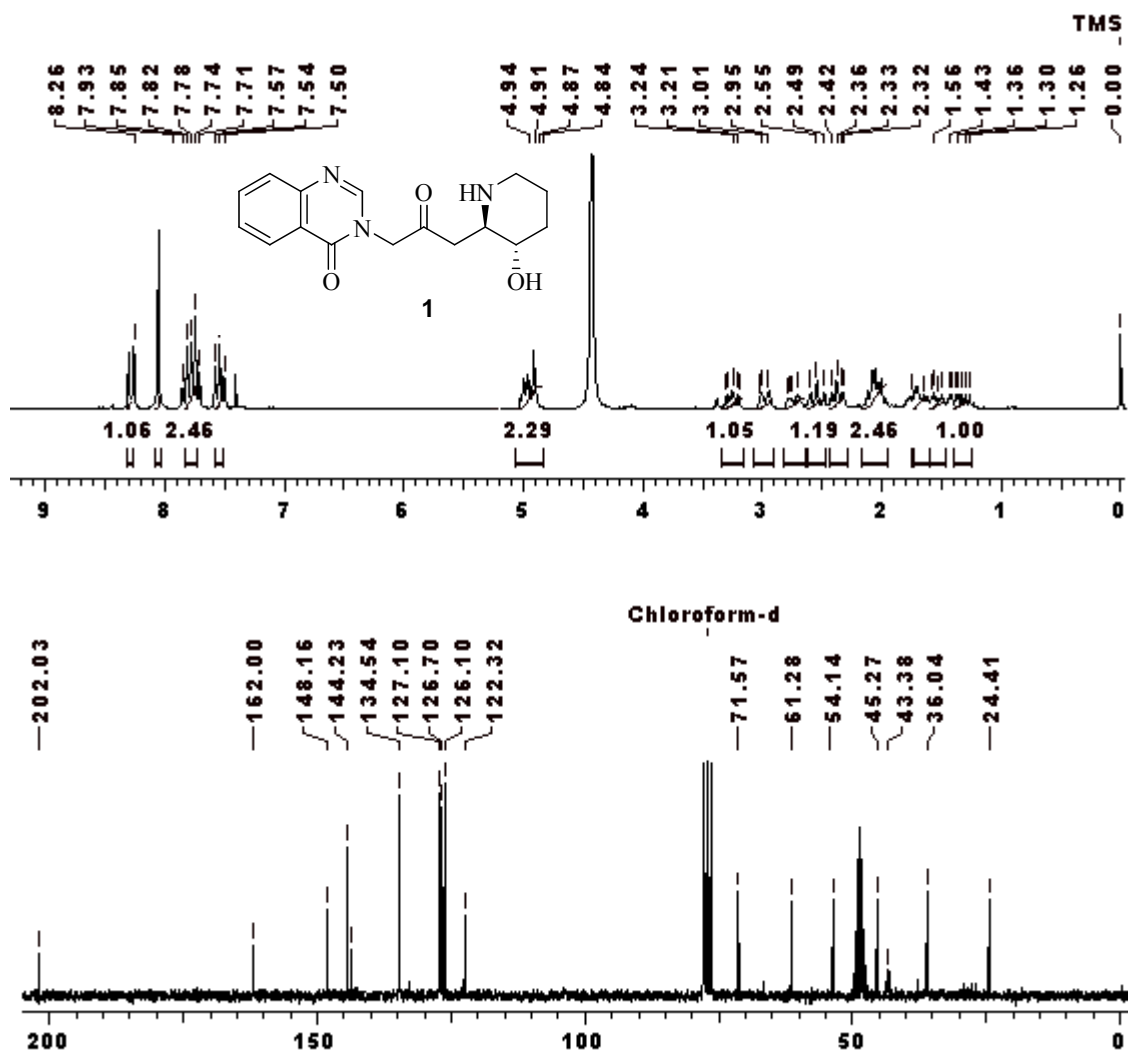 TMS
8.26 7.93 7.85 7.82 7.78 7.74 7.71 7.57 7.54 7.50 4.94 4.91 4.87 4.84 3.24 3.21 3.01 2.95 2.55 2.49 2.42 2.36 2.33 2.32 1.56 1.43 1.36 1.30 1.26 0.00
N
O
HN
N
O
OH
1
1.06 2.46 2.29 1.05 1.19 2.46 1.00
9 8 7 6 5 4 3 2 1 0
Chloroform-d
202.03 162.00 148.16 144.23 134.54 127.10 126.70 126.10 122.32 71.57 61.28 54.14 45.27 43.38 36.04 24.41
200 150 100 50 0